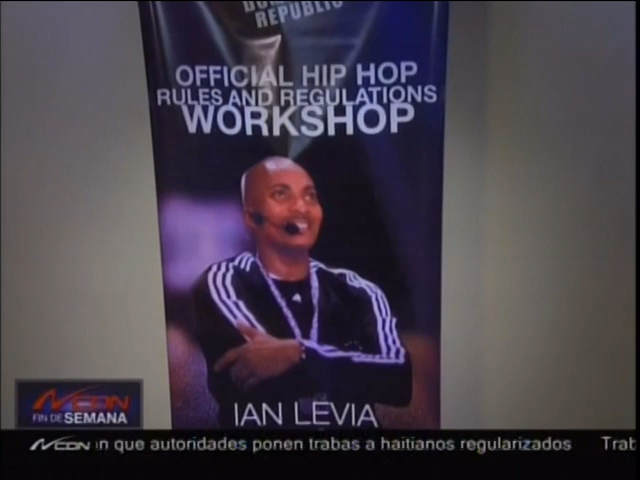 REPUBLIC
OFFICIAL HIP HOP
RULES AND REGULATIONS
WORKSHOP
IAN LEVIA
NCDN
FIN DE SEMANA
NCDN
n que autoridades ponen trabas a haitianos regularizados Trab